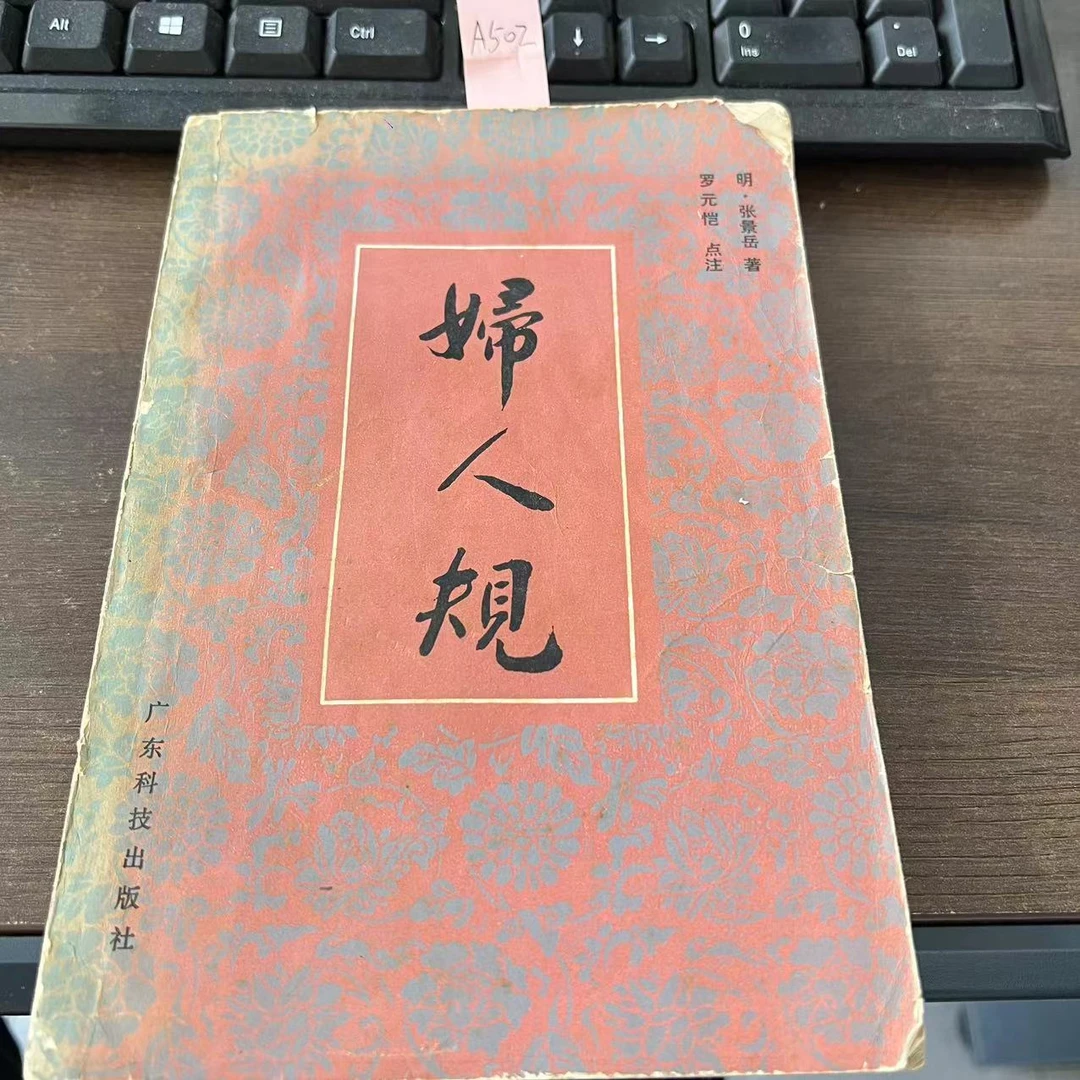 Alt
Ctrl
A502
↓
→
0
Ins
.
Del
明·张景岳 著
罗元恺 点注
婦人規
广东科技出版社